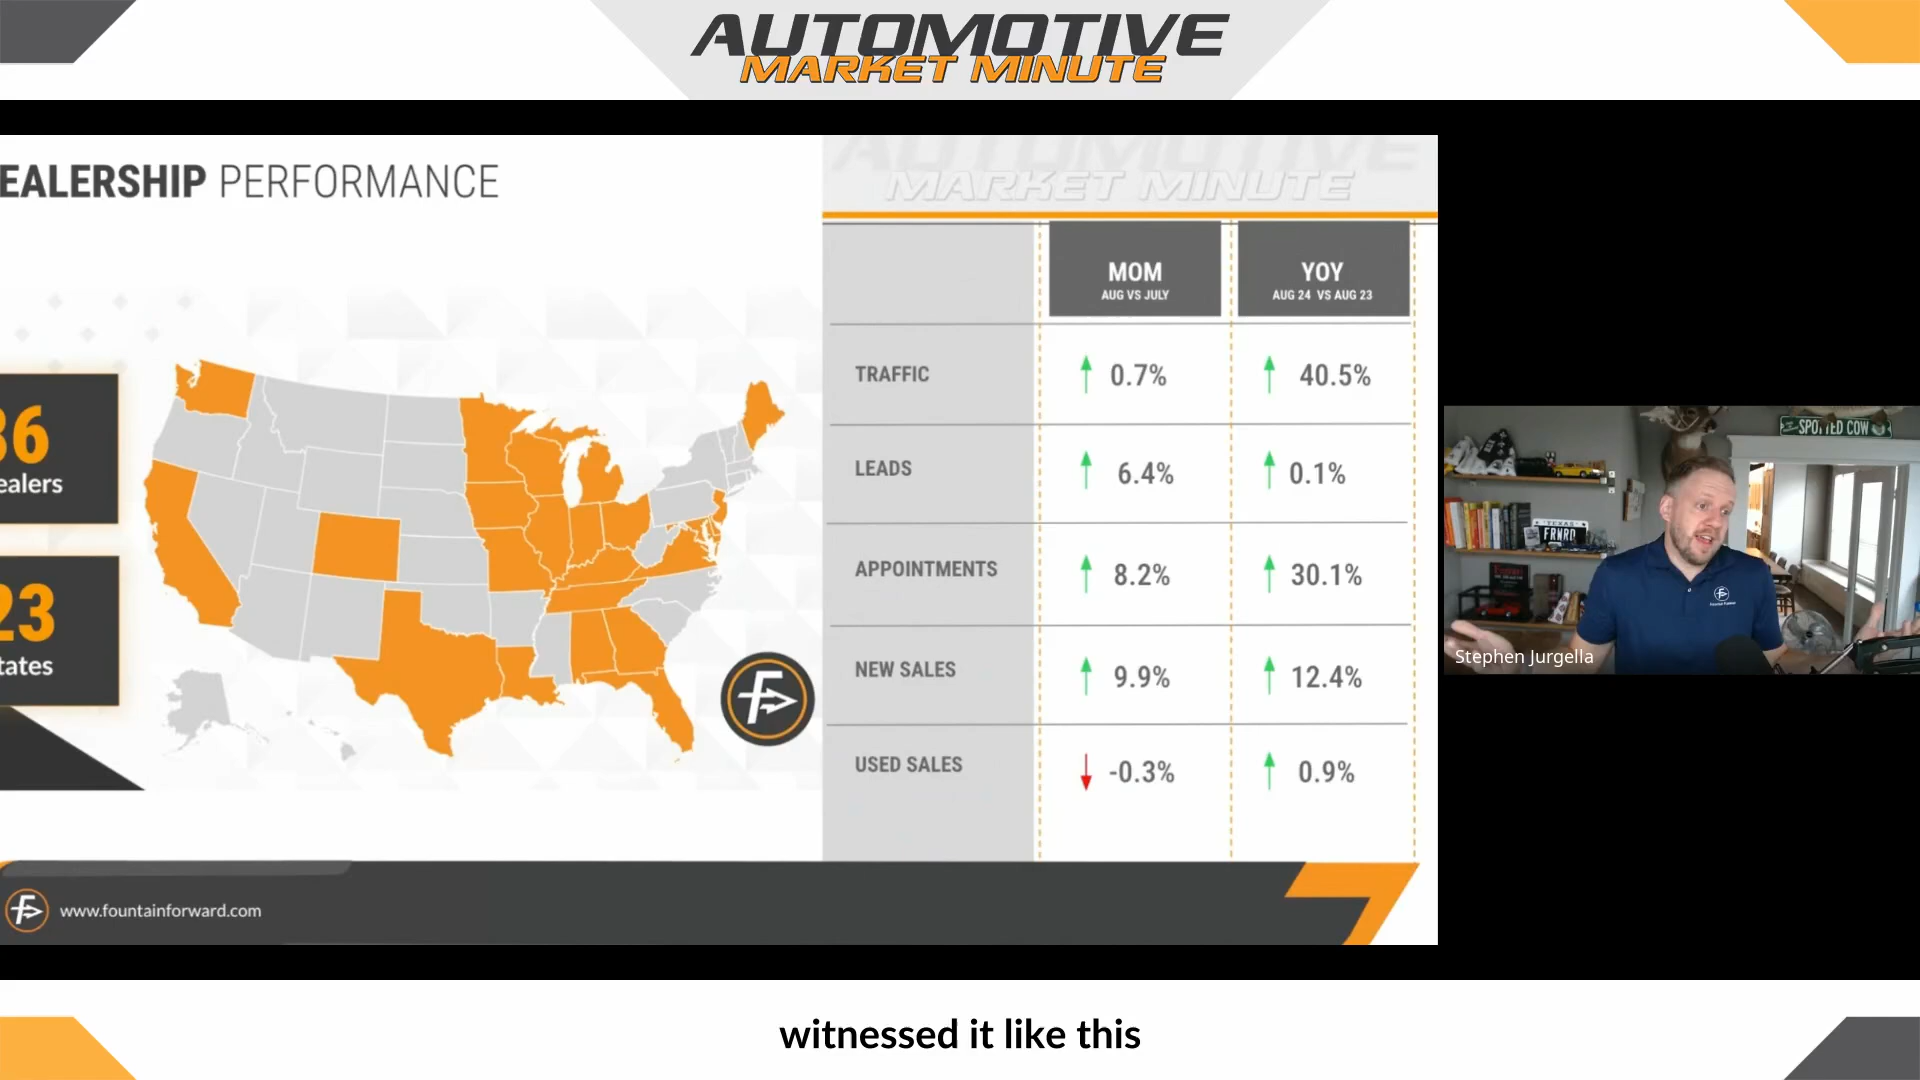 AUTOMOTIVE
MARKET MINUTE
EALERSHIP PERFORMANCE
AUTOMOTIVE
MARKET MINUTE
MOM
AUG VS JULY
YOY
AUG 24 VS AUG 23
TRAFFIC
0.7%
40.5%
LEADS
6.4%
0.1%
APPOINTMENTS
8.2%
30.1%
NEW SALES
9.9%
12.4%
USED SALES
-0.3%
0.9%
36
ealers
23
tates
www.fountainforward.com
SPOTTED COW
TEXAS
FRWRD
Stephen Jurgella
witnessed it like this